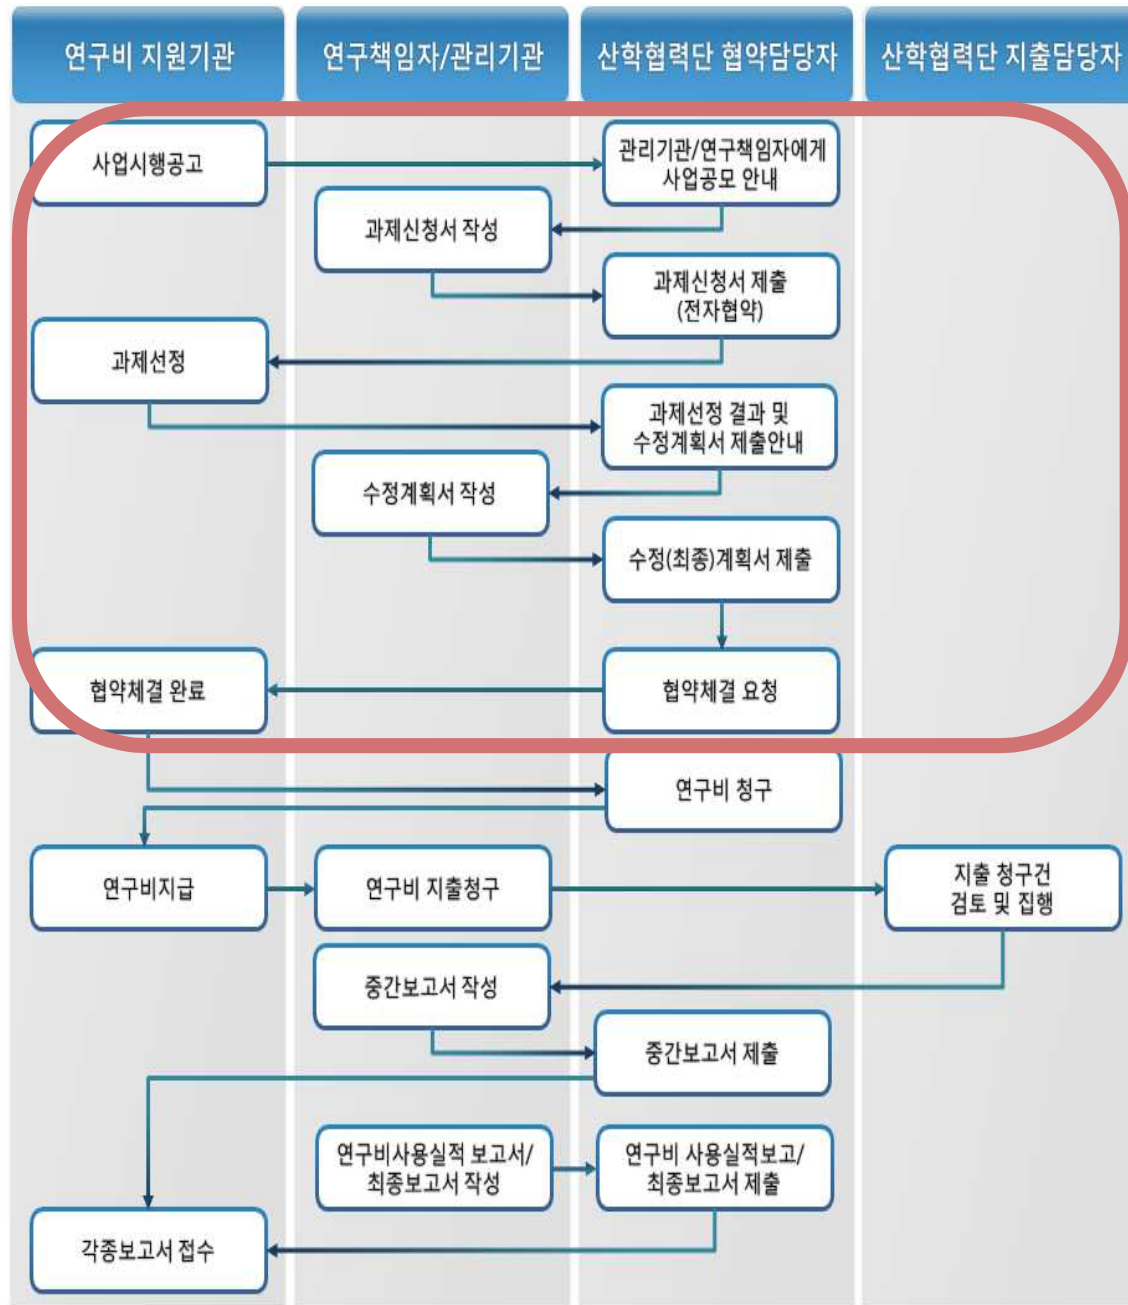 연구비 지원기관
연구책임자/관리기관
산학협력단 협약담당자
산학협력단 지출담당자
사업시행공고
관리기관/연구책임자에게
사업공모 안내
과제신청서 작성
과제신청서 제출
(전자협약)
과제선정
과제선정 결과 및
수정계획서 제출안내
수정계획서 작성
수정(최종)계획서 제출
협약체결 완료
협약체결 요청
연구비 청구
연구비지급
연구비 지출청구
지출 청구건
검토 및 집행
중간보고서 작성
중간보고서 제출
연구비사용실적 보고서/
최종보고서 작성
연구비 사용실적보고/
최종보고서 제출
각종보고서 접수